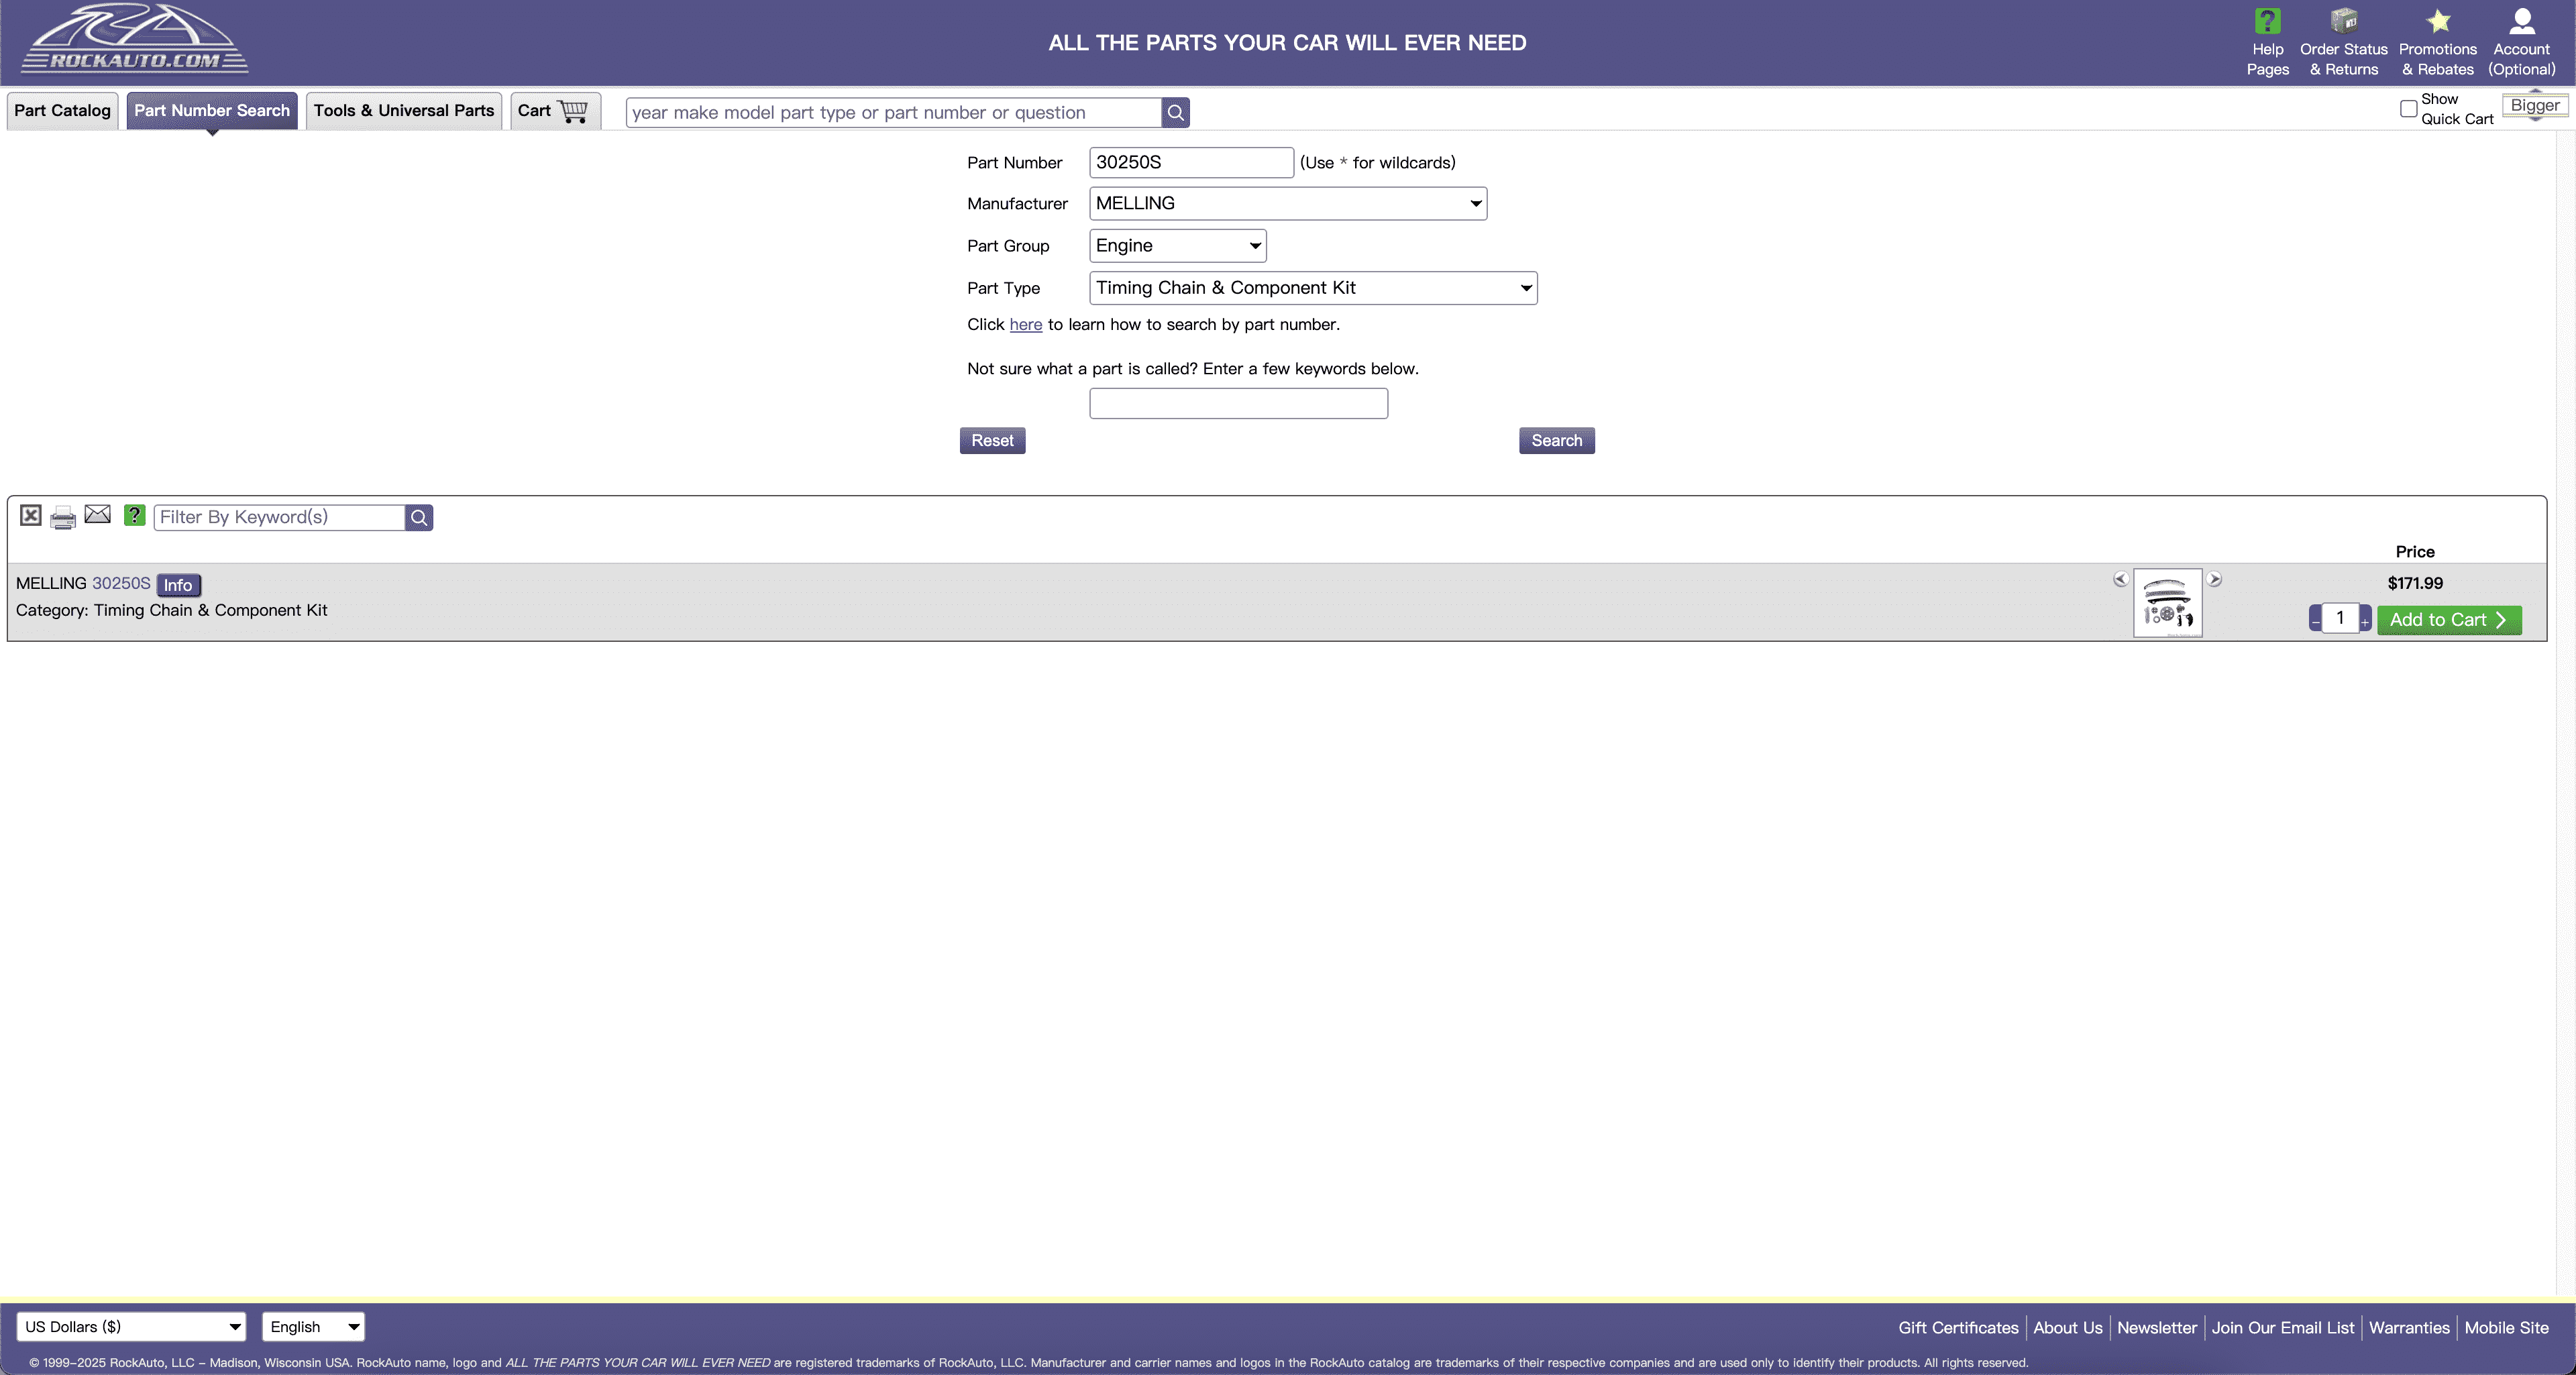 ROCKAUTO.COM
ALL THE PARTS YOUR CAR WILL EVER NEED
Help
Pages
Order Status
& Returns
Promotions
& Rebates
Account
(Optional)
Part Catalog
Part Number Search
Tools & Universal Parts
Cart
year make model part type or part number or question
Show
Quick Cart
Bigger
Part Number 30250S (Use * for wildcards)
Manufacturer MELLING
Part Group Engine
Part Type Timing Chain & Component Kit
Click here to learn how to search by part number.
Not sure what a part is called? Enter a few keywords below.
Reset Search
? Filter By Keyword(s)
Price
MELLING 30250S Info
$171.99
Category: Timing Chain & Component Kit
- 1 + Add to Cart
US Dollars ($) English
Gift Certificates About Us Newsletter Join Our Email List Warranties Mobile Site
© 1999–2025 RockAuto, LLC – Madison, Wisconsin USA. RockAuto name, logo and ALL THE PARTS YOUR CAR WILL EVER NEED are registered trademarks of RockAuto, LLC. Manufacturer and carrier names and logos in the RockAuto catalog are trademarks of their respective companies and are used only to identify their products. All rights reserved.